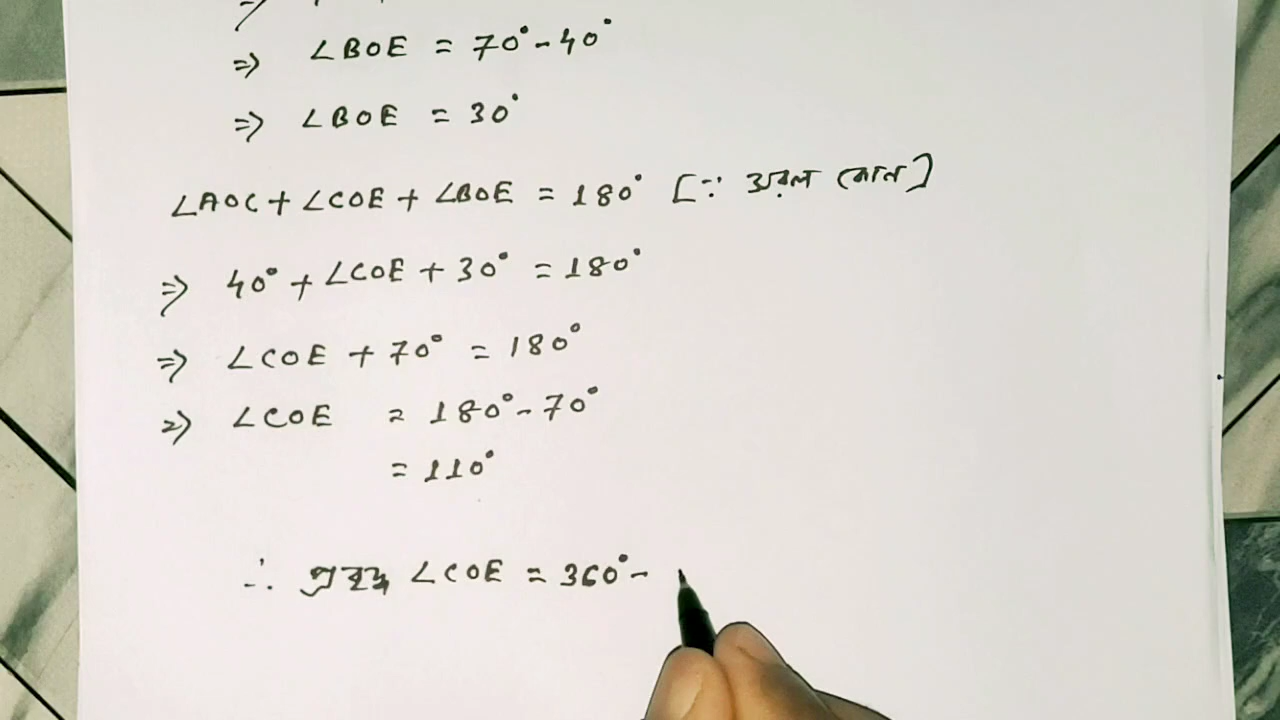 ⇒ ∠BOE = 70° - 40°
⇒ ∠BOE = 30°
∠AOC + ∠COE + ∠BOE = 180° [∵ সরল কোন]
⇒ 40° + ∠COE + 30° = 180°
⇒ ∠COE + 70° = 180°
⇒ ∠COE = 180° - 70°
= 110°
∴ প্রবৃদ্ধ ∠COE = 360° -